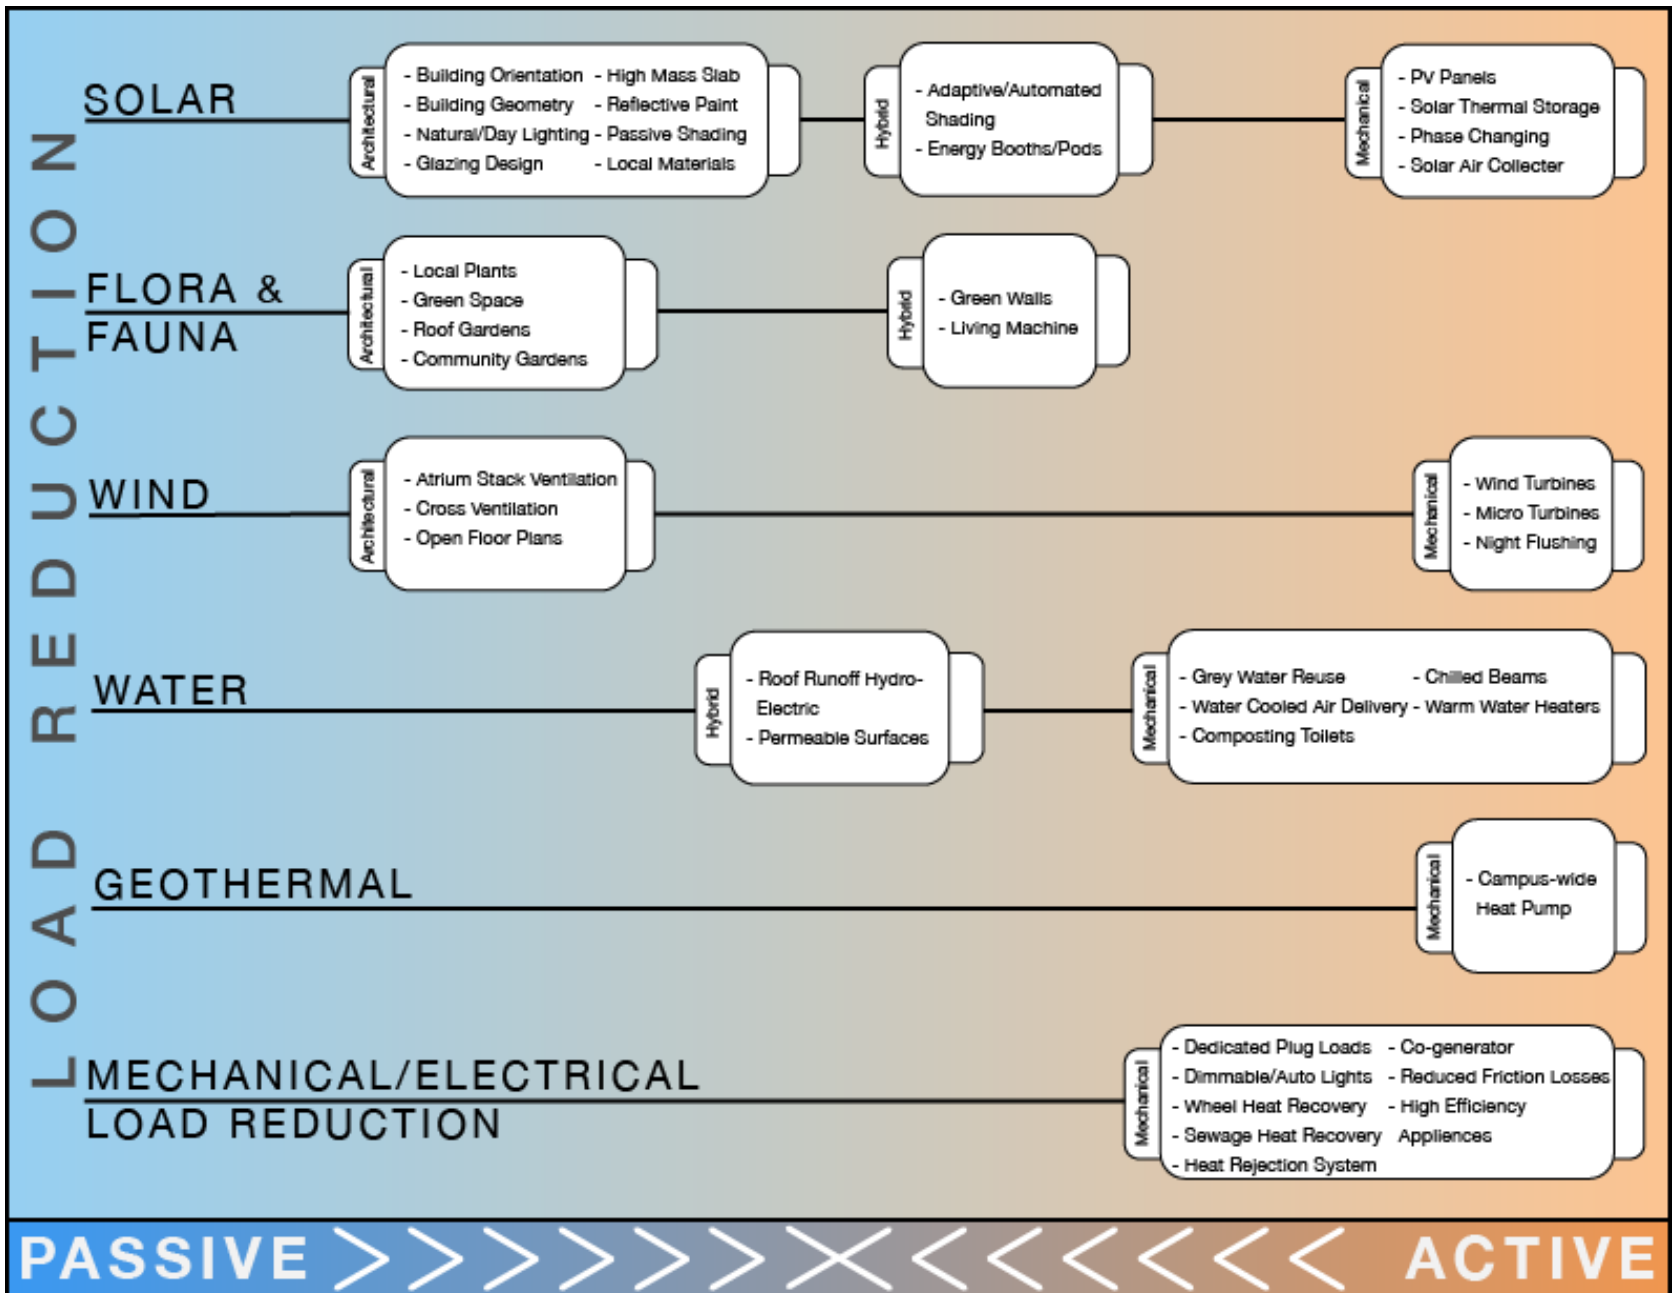 LOAD REDUCTION
SOLAR
Architectural
- Building Orientation
- Building Geometry
- Natural/Day Lighting
- Glazing Design
- High Mass Slab
- Reflective Paint
- Passive Shading
- Local Materials
Hybrid
- Adaptive/Automated
Shading
- Energy Booths/Pods
Mechanical
- PV Panels
- Solar Thermal Storage
- Phase Changing
- Solar Air Collecter
FLORA &
FAUNA
Architectural
- Local Plants
- Green Space
- Roof Gardens
- Community Gardens
Hybrid
- Green Walls
- Living Machine
WIND
Architectural
- Atrium Stack Ventilation
- Cross Ventilation
- Open Floor Plans
Mechanical
- Wind Turbines
- Micro Turbines
- Night Flushing
WATER
Hybrid
- Roof Runoff Hydro-
Electric
- Permeable Surfaces
Mechanical
- Grey Water Reuse
- Water Cooled Air Delivery
- Composting Toilets
- Chilled Beams
- Warm Water Heaters
GEOTHERMAL
Mechanical
- Campus-wide
Heat Pump
MECHANICAL/ELECTRICAL
LOAD REDUCTION
Mechanical
- Dedicated Plug Loads
- Dimmable/Auto Lights
- Wheel Heat Recovery
- Sewage Heat Recovery
- Heat Rejection System
- Co-generator
- Reduced Friction Losses
- High Efficiency
Appliences
PASSIVE
ACTIVE